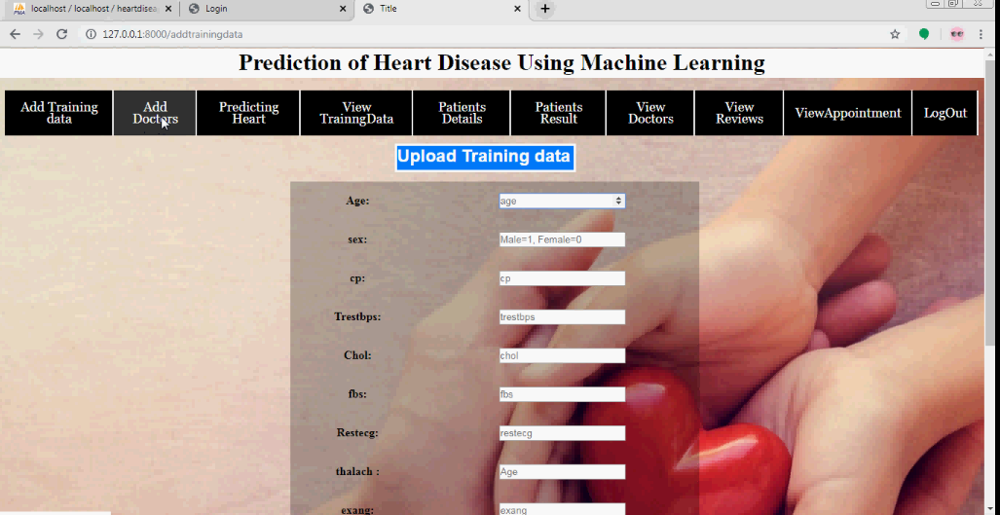 localhost / localhost / heartdisea
Login
Title
127.0.0.1:8000/addtrainingdata
Prediction of Heart Disease Using Machine Learning
Add Training
data
Add
Doctors
Predicting
Heart
View
TrainngData
Patients
Details
Patients
Result
View
Doctors
View
Reviews
ViewAppointment
LogOut
Upload Training data
Age:
age
sex:
Male=1, Female=0
cp:
cp
Trestbps:
trestbps
Chol:
chol
fbs:
fbs
Restecg:
restecg
thalach :
Age
exang:
exang